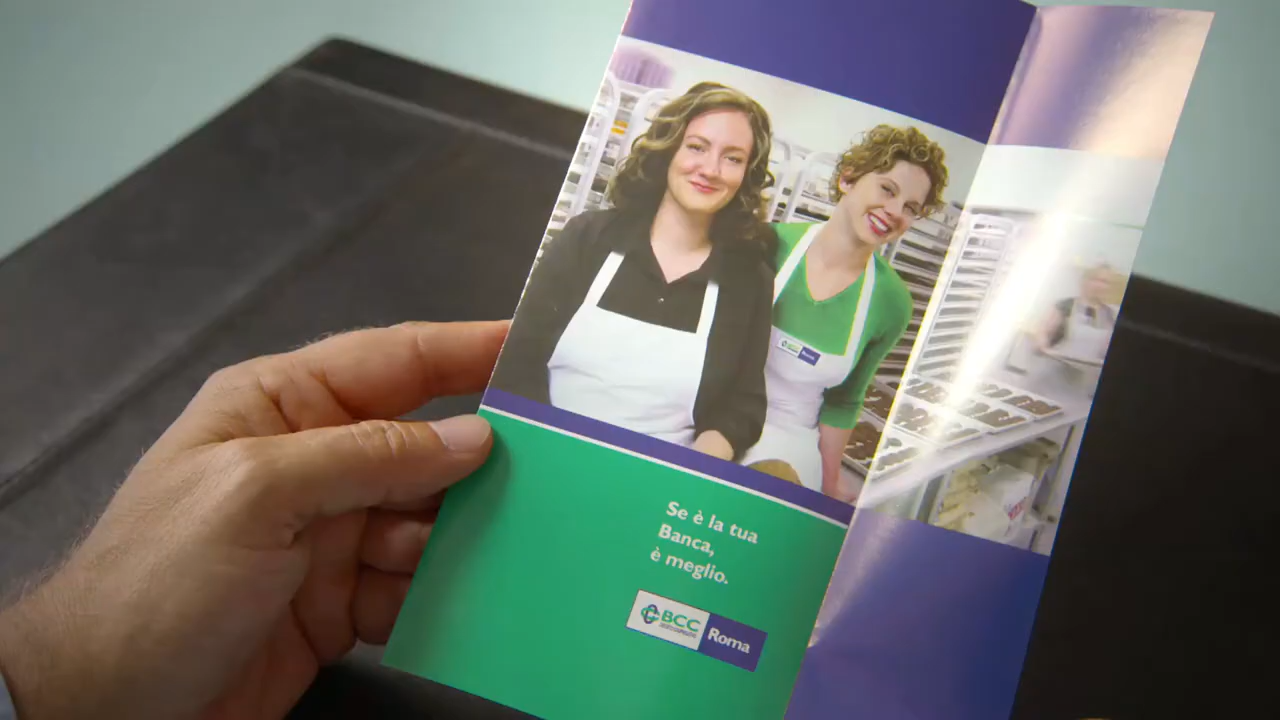 Se è la tua
Banca,
è meglio.
BCC
Roma